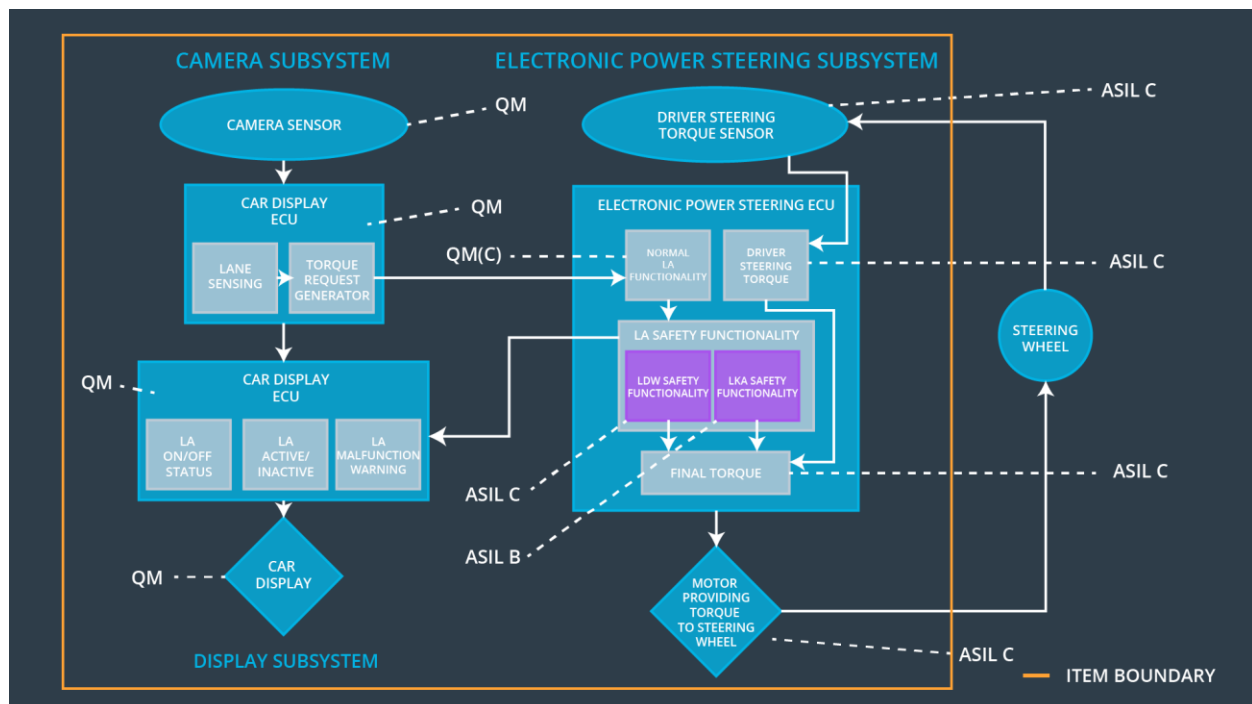 CAMERA SUBSYSTEM
ELECTRONIC POWER STEERING SUBSYSTEM
QM
ASIL C
CAMERA SENSOR
DRIVER STEERING
TORQUE SENSOR
CAR DISPLAY
ECU
QM
LANE
SENSING
TORQUE
REQUEST
GENERATOR
ELECTRONIC POWER STEERING ECU
QM(C)
NORMAL
LA
FUNCTIONALITY
DRIVER
STEERING
TORQUE
ASIL C
LA SAFETY FUNCTIONALITY
LDW SAFETY
FUNCTIONALITY
LKA SAFETY
FUNCTIONALITY
STEERING
WHEEL
QM
CAR DISPLAY
ECU
LA
ON/OFF
STATUS
LA
ACTIVE/
INACTIVE
LA
MALFUNCTION
WARNING
FINAL TORQUE
ASIL C
ASIL C
ASIL B
QM
CAR
DISPLAY
MOTOR
PROVIDING
TORQUE
TO STEERING
WHEEL
ASIL C
DISPLAY SUBSYSTEM
ITEM BOUNDARY